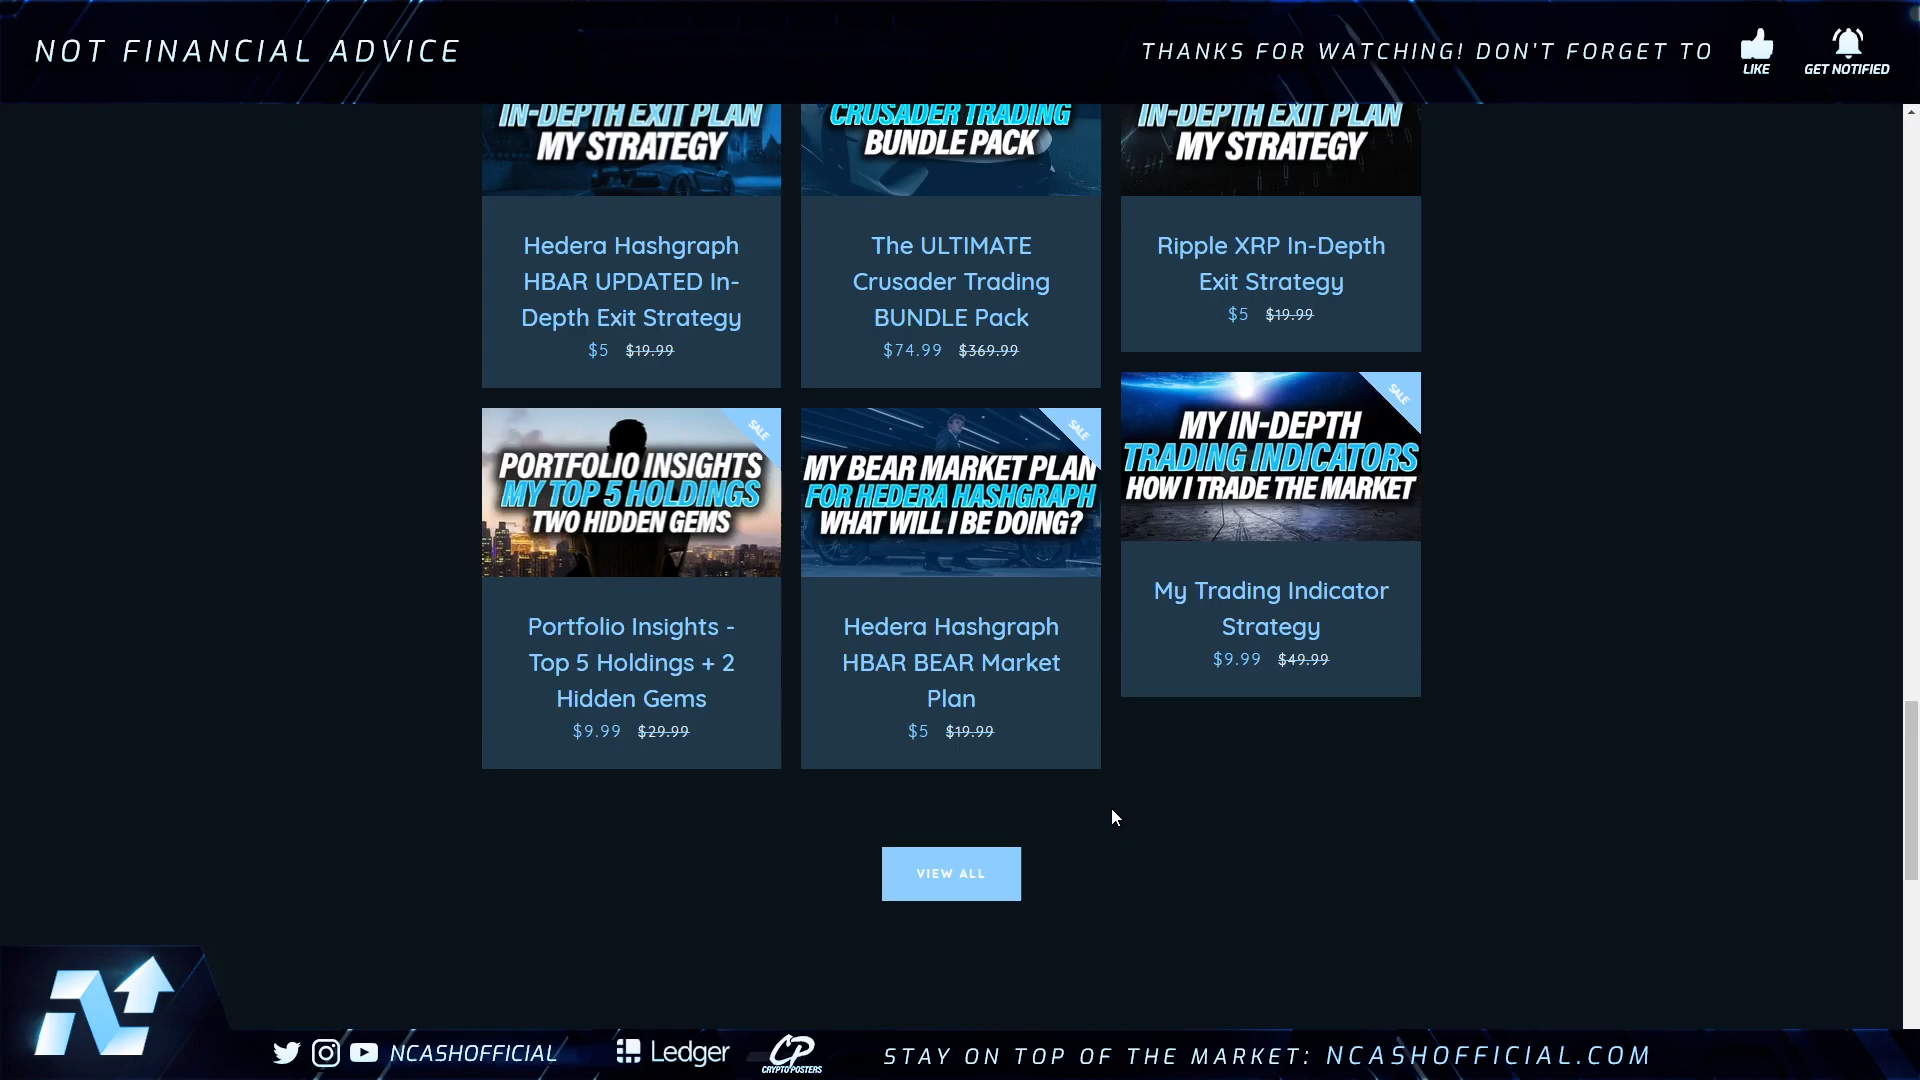 NOT FINANCIAL ADVICE
THANKS FOR WATCHING! DON'T FORGET TO
LIKE
GET NOTIFIED
IN-DEPTH EXIT PLAN
MY STRATEGY
Hedera Hashgraph
HBAR UPDATED In-
Depth Exit Strategy
$5 $19.99
CRUSADER TRADING
BUNDLE PACK
The ULTIMATE
Crusader Trading
BUNDLE Pack
$74.99 $369.99
IN-DEPTH EXIT PLAN
MY STRATEGY
Ripple XRP In-Depth
Exit Strategy
$5 $19.99
SALE
PORTFOLIO INSIGHTS
MY TOP 5 HOLDINGS
TWO HIDDEN GEMS
Portfolio Insights -
Top 5 Holdings + 2
Hidden Gems
$9.99 $29.99
SALE
MY BEAR MARKET PLAN
FOR HEDERA HASHGRAPH
WHAT WILL I BE DOING?
Hedera Hashgraph
HBAR BEAR Market
Plan
$5 $19.99
SALE
MY IN-DEPTH
TRADING INDICATORS
HOW I TRADE THE MARKET
My Trading Indicator
Strategy
$9.99 $49.99
VIEW ALL
NCASHOFFICIAL
Ledger
CP
CRYPTO POSTERS
STAY ON TOP OF THE MARKET: NCASHOFFICIAL.COM